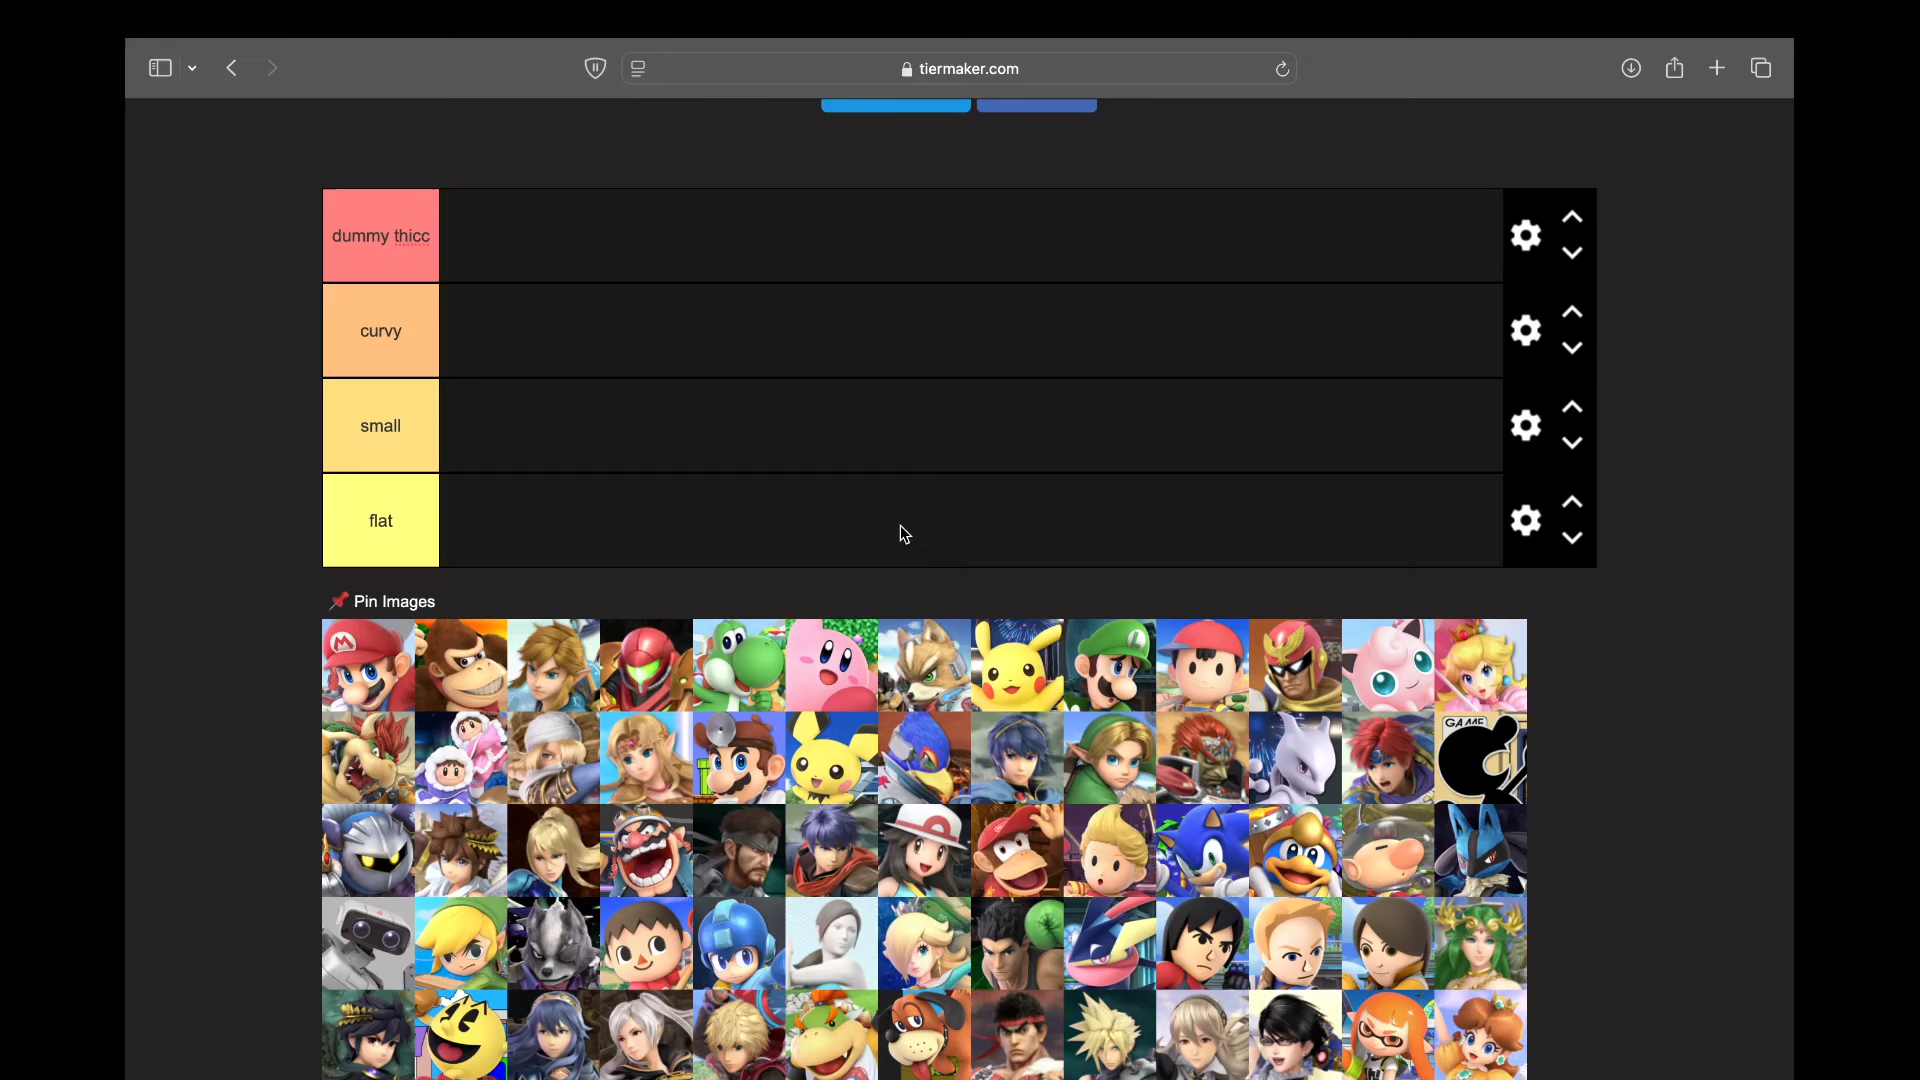 tiermaker.com
dummy thicc
curvy
small
flat
Pin Images
GAME